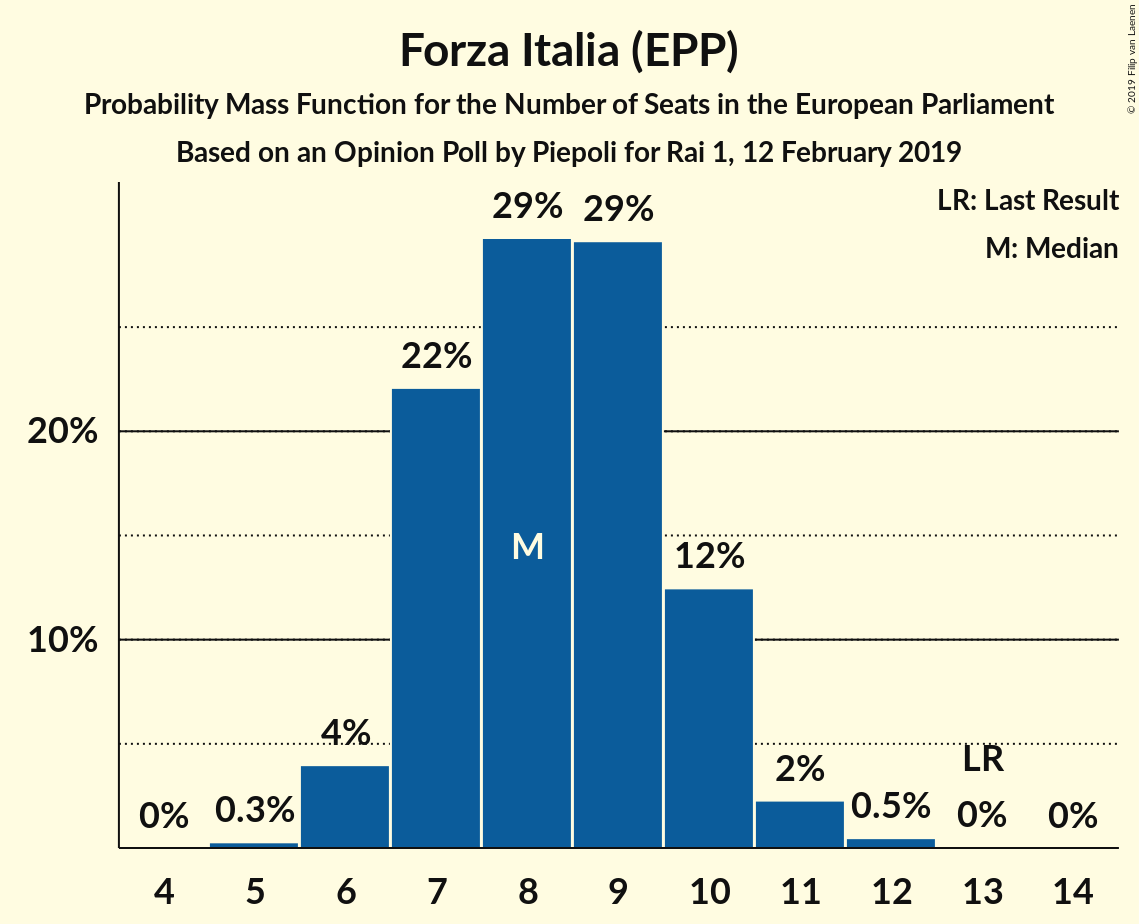 Forza Italia (EPP)
Probability Mass Function for the Number of Seats in the European Parliament
Based on an Opinion Poll by Piepoli for Rai 1, 12 February 2019
© 2019 Filip van Laenen
LR: Last Result
M: Median
29% 29%
22%
20%
M
12%
10%
4%
2%
LR
0% 0.3% 0.5% 0% 0%
4 5 6 7 8 9 10 11 12 13 14